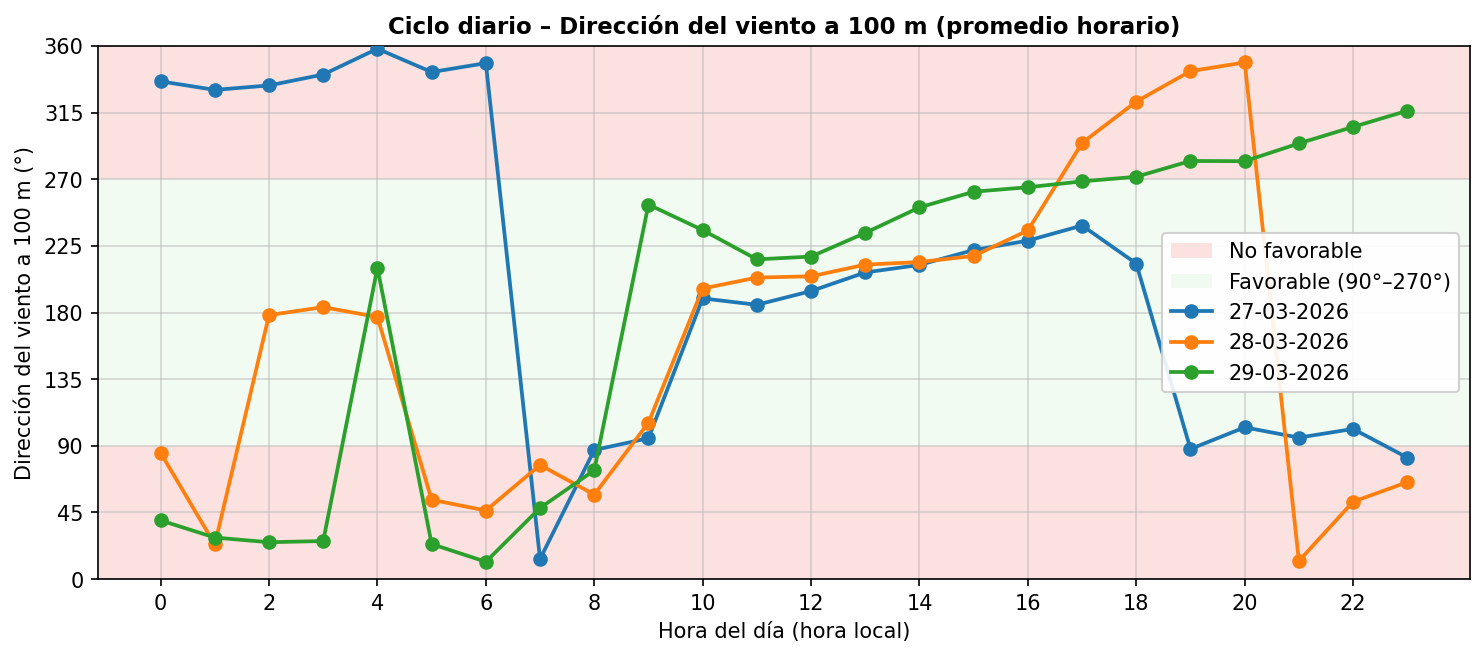 Ciclo diario – Dirección del viento a 100 m (promedio horario)
Dirección del viento a 100 m (°)
360
315
270
225
180
135
90
45
0
No favorable
Favorable (90°–270°)
27-03-2026
28-03-2026
29-03-2026
0 2 4 6 8 10 12 14 16 18 20 22
Hora del día (hora local)